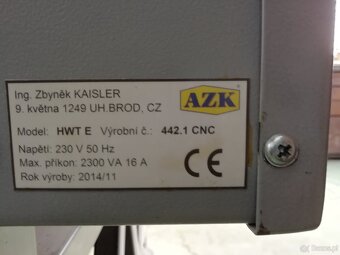 Ing. Zbyněk KAISLER
9. května 1249 UH.BROD, CZ
AZK
Model: HWT E Výrobní č.: 442.1 CNC
Napětí: 230 V 50 Hz
Max. příkon: 2300 VA 16 A
Rok výroby: 2014/11
CE